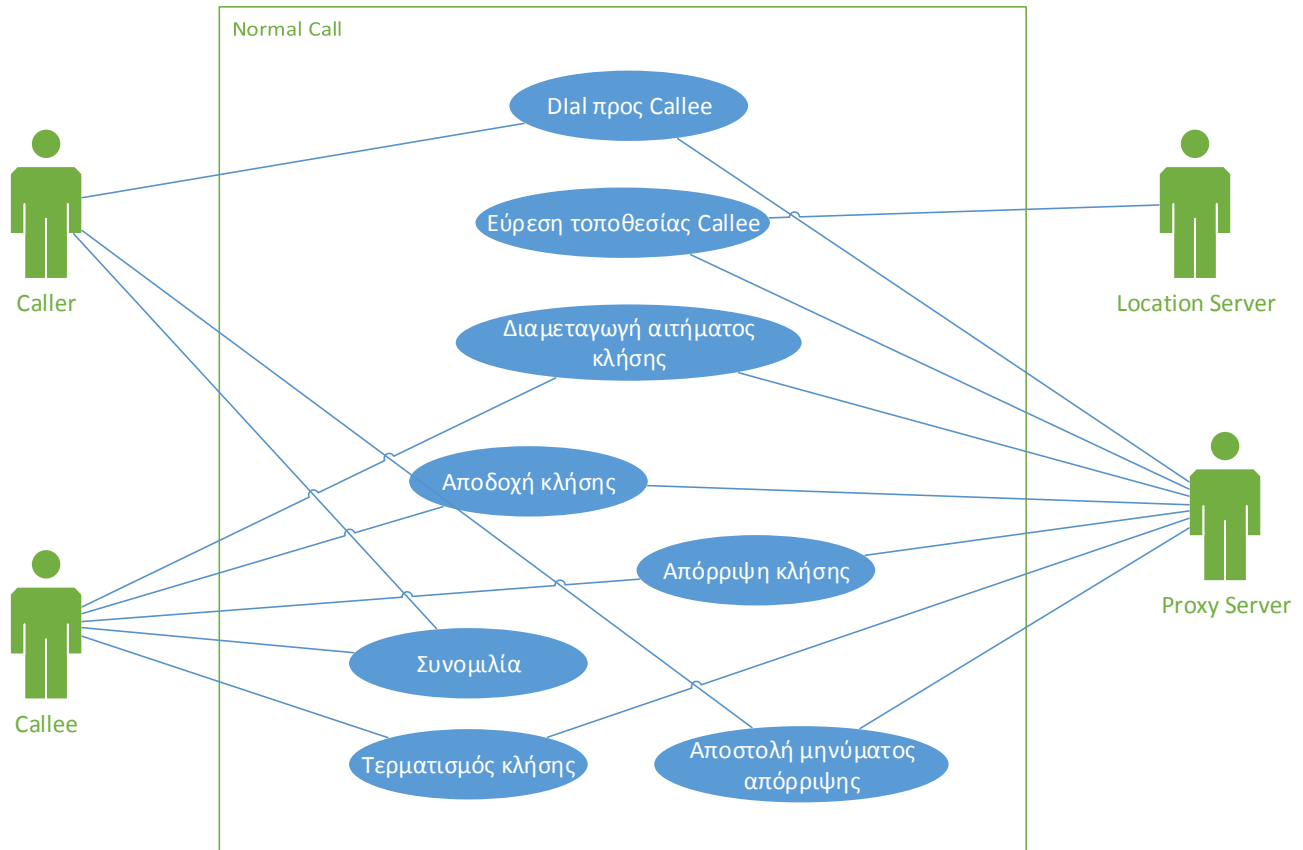 Normal Call
DIal προς Callee
Εύρεση τοποθεσίας Callee
Caller
Location Server
Διαμεταγωγή αιτήματος
κλήσης
Αποδοχή κλήσης
Απόρριψη κλήσης
Proxy Server
Συνομιλία
Callee
Τερματισμός κλήσης
Αποστολή μηνύματος
απόρριψης